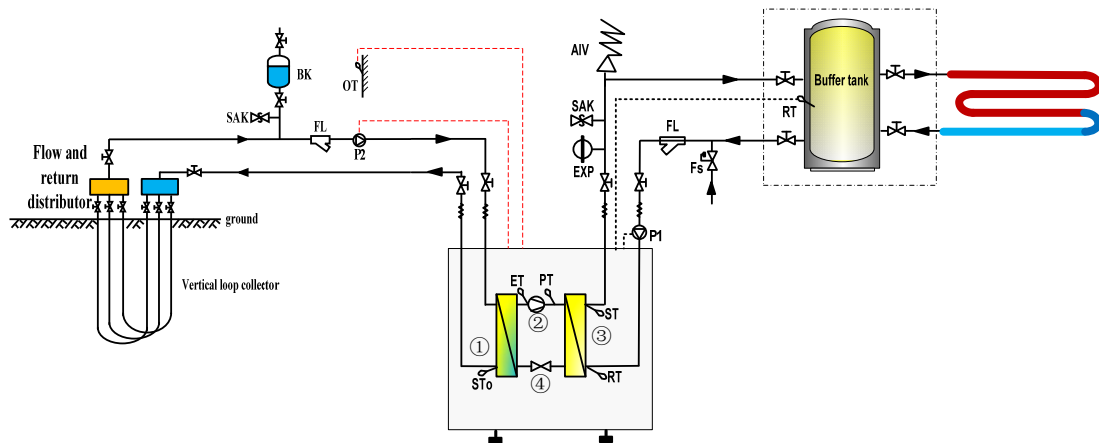 AIV
BK
OT
Buffer tank
SAK
SAK
RT
FL
P2
FL
EXP
Fs
Flow and
return
distributor
ground
P1
Vertical loop collector
ET
PT
②
ST
①
③
STo
④
RT